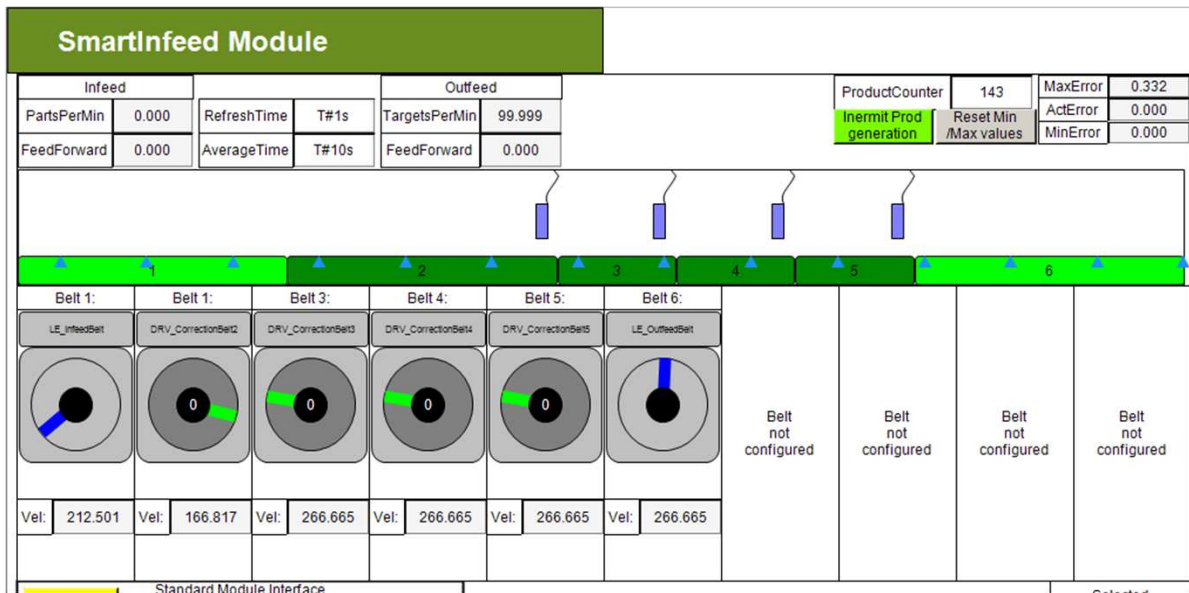 SmartInfeed Module
Infeed
Outfeed
PartsPerMin 0.000 RefreshTime T#1s TargetsPerMin 99.999
FeedForward 0.000 AverageTime T#10s FeedForward 0.000
ProductCounter 143 MaxError 0.332
Inermit Prod generation
Reset Min /Max values
ActError 0.000
MinError 0.000
1 2 3 4 5 6
Belt 1: Belt 1: Belt 3: Belt 4: Belt 5: Belt 6:
LE_InfeedBelt DRV_CorrectionBelt2 DRV_CorrectionBelt3 DRV_CorrectionBelt4 DRV_CorrectionBelt5 LE_OutfeedBelt
0 0 0 0
Belt not configured
Belt not configured
Belt not configured
Belt not configured
Vel: 212.501 Vel: 166.817 Vel: 266.665 Vel: 266.665 Vel: 266.665 Vel: 266.665
Standard Module Interface
Selected